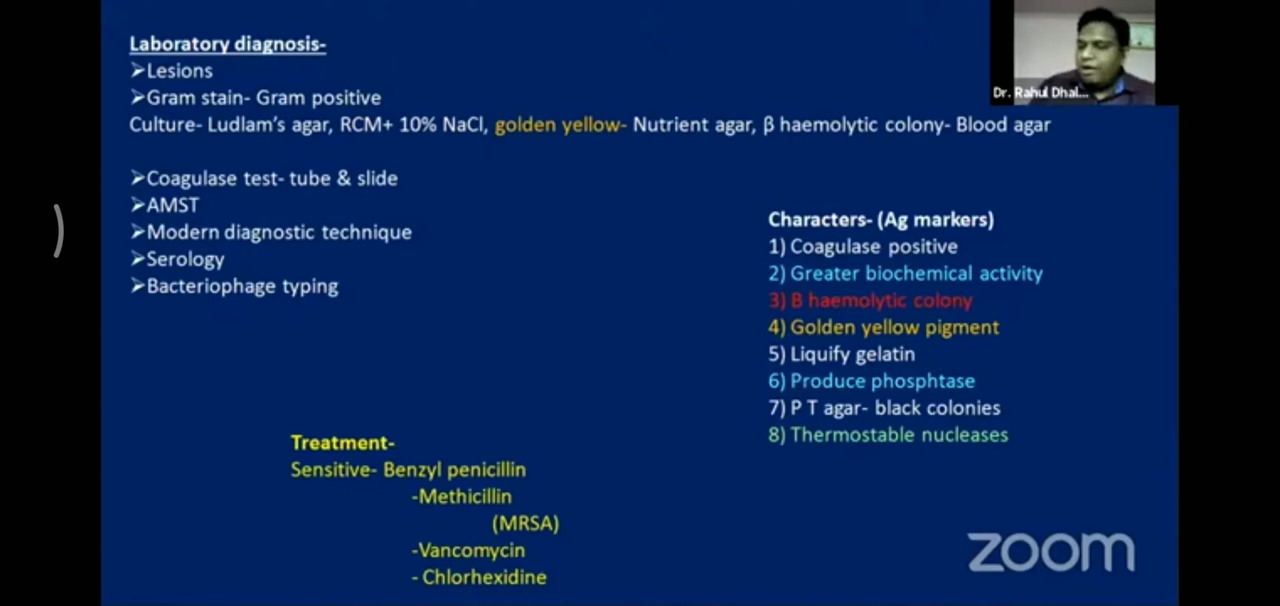 Laboratory diagnosis-
➤Lesions
➤Gram stain- Gram positive
Culture- Ludlam's agar, RCM+ 10% NaCl, golden yellow- Nutrient agar, β haemolytic colony- Blood agar
➤Coagulase test- tube & slide
➤AMST
➤Modern diagnostic technique
➤Serology
➤Bacteriophage typing
Dr. Rahul Dhal...
Characters- (Ag markers)
1) Coagulase positive
2) Greater biochemical activity
3) B haemolytic colony
4) Golden yellow pigment
5) Liquify gelatin
6) Produce phosphtase
7) P T agar- black colonies
8) Thermostable nucleases
Treatment-
Sensitive- Benzyl penicillin
-Methicillin
(MRSA)
-Vancomycin
- Chlorhexidine
zoom